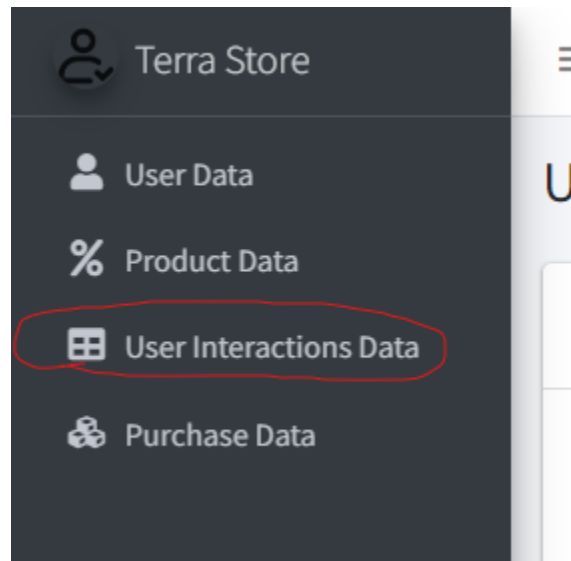 Terra Store
User Data
Product Data
User Interactions Data
Purchase Data